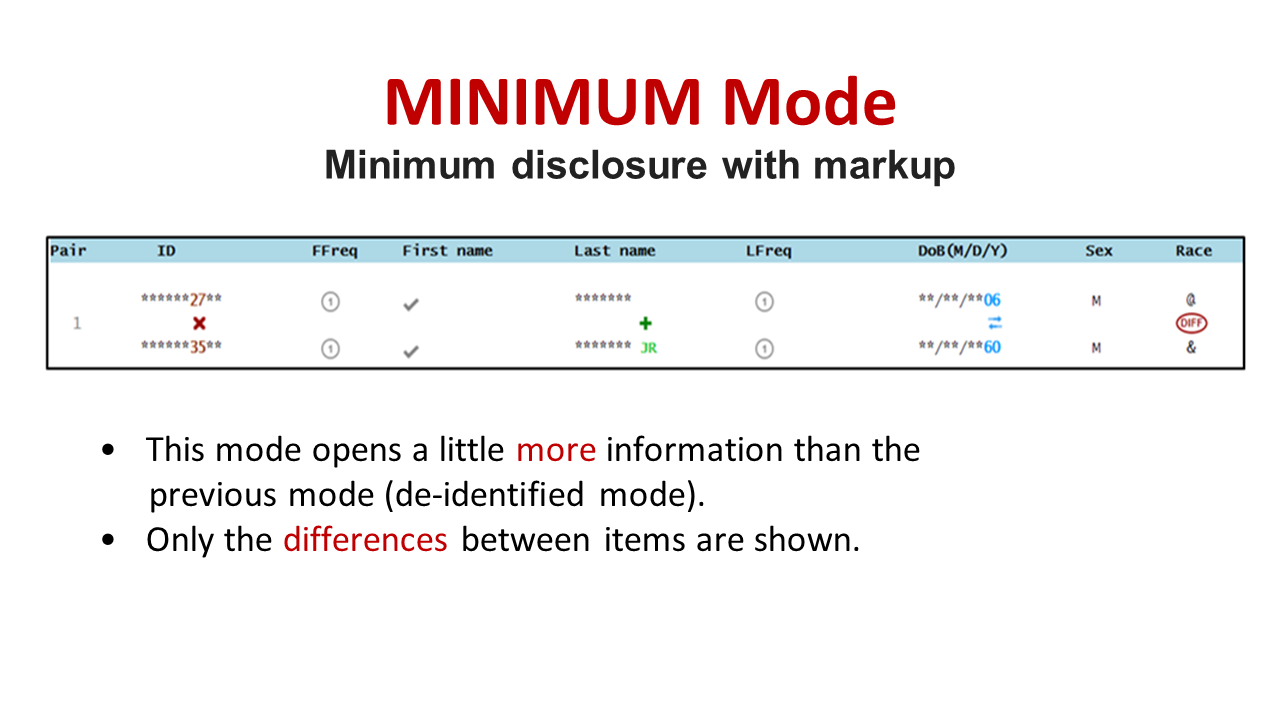 MINIMUM Mode
Minimum disclosure with markup
Pair ID FFreq First name Last name LFreq DoB(M/D/Y) Sex Race
******27** 1 ✔ ******* 1 **/**/**06 M @
1 ✖ + ⇄ DIFF
******35** 1 ✔ ******* JR 1 **/**/**60 M &
• This mode opens a little more information than the
previous mode (de-identified mode).
• Only the differences between items are shown.